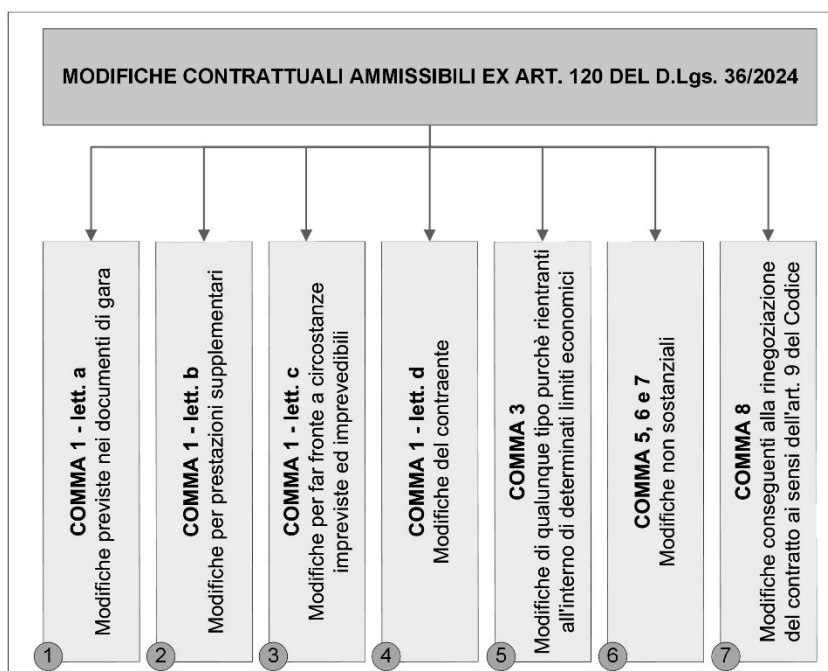 MODIFICHE CONTRATTUALI AMMISSIBILI EX ART. 120 DEL D.Lgs. 36/2024
COMMA 1 - lett. a
Modifiche previste nei documenti di gara
1
COMMA 1 - lett. b
Modifiche per prestazioni supplementari
2
COMMA 1 - lett. c
Modifiche per far fronte a circostanze
impreviste ed imprevedibili
3
COMMA 1 - lett. d
Modifiche del contraente
4
COMMA 3
Modifiche di qualunque tipo purchè rientranti
all'interno di determinati limiti economici
5
COMMA 5, 6 e 7
Modifiche non sostanziali
6
COMMA 8
Modifiche conseguenti alla rinegoziazione
del contratto ai sensi dell'art. 9 del Codice
7